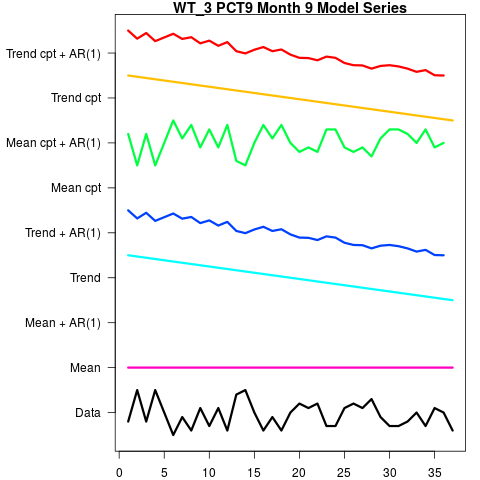 WT_3 PCT9 Month 9 Model Series
Trend cpt + AR(1)
Trend cpt
Mean cpt + AR(1)
Mean cpt
Trend + AR(1)
Trend
Mean + AR(1)
Mean
Data
0 5 10 15 20 25 30 35